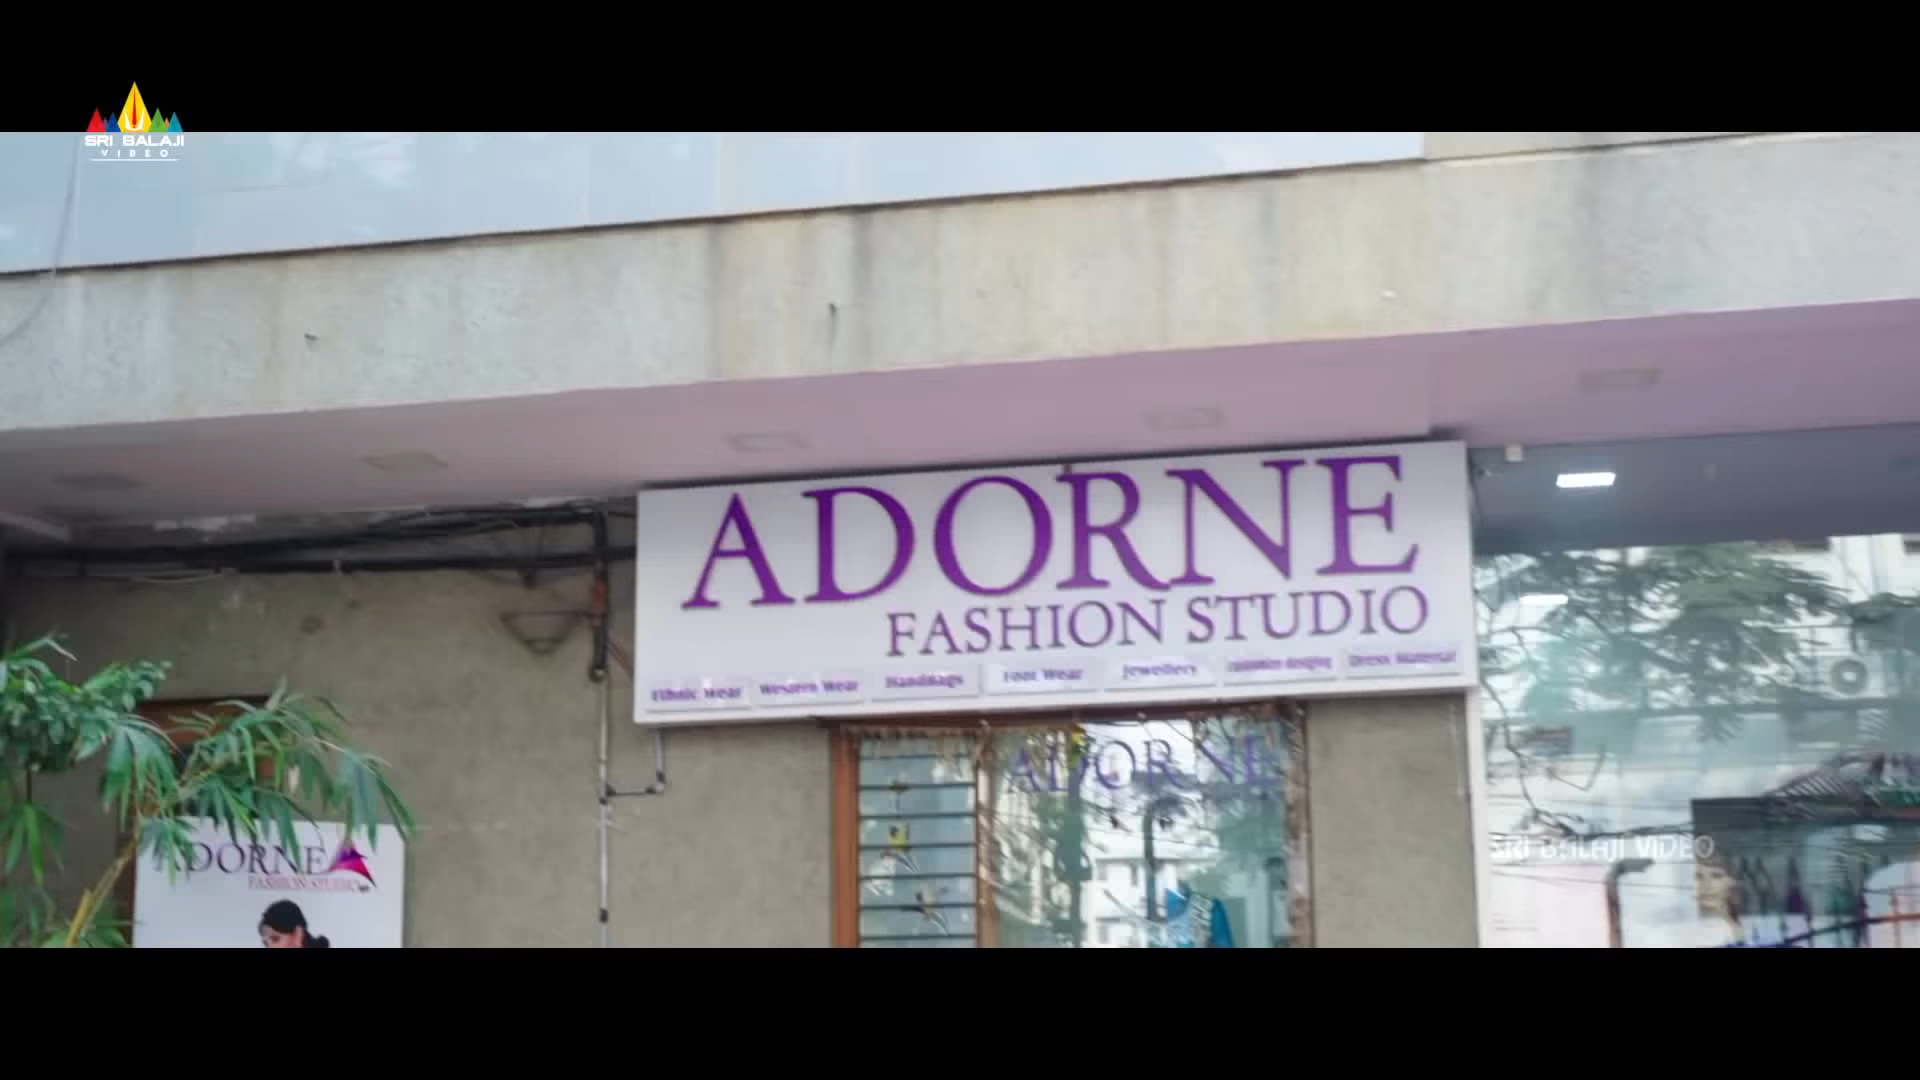 SRI BALAJI
VIDEO
ADORNE
FASHION STUDIO
Ethnic Wear Western Wear HandBags Foot Wear Jewellery Dress Material
ADORNE
ADORNE
FASHION STUDIO
SRI BALAJI VIDEO